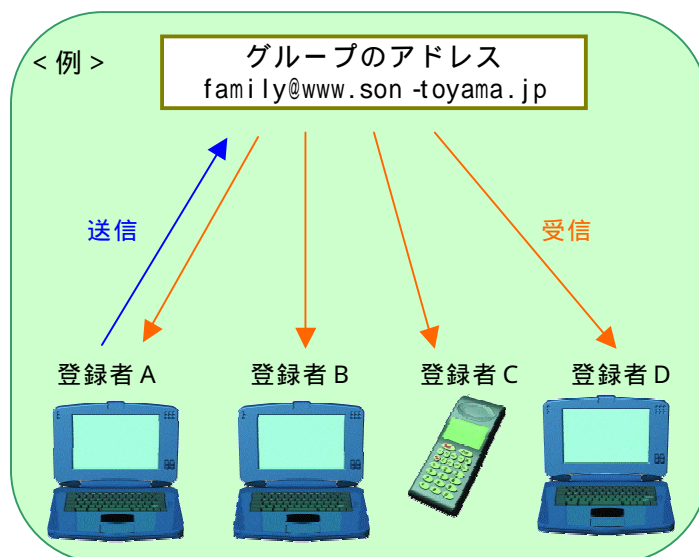 <例>
グループのアドレス
family@www.son-toyama.jp
送信
受信
登録者A 登録者B 登録者C 登録者D